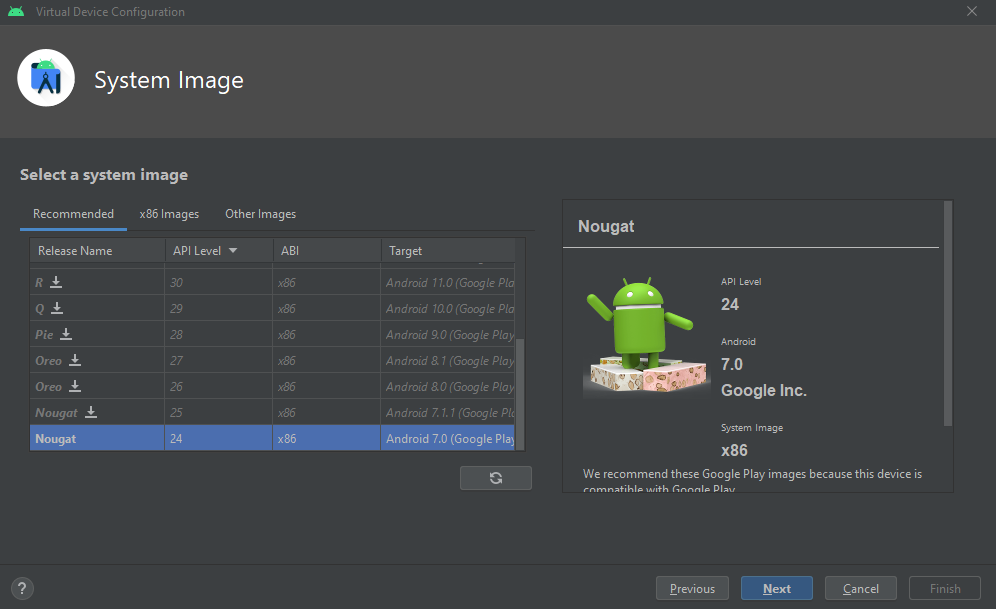 Virtual Device Configuration
System Image
Select a system image
Recommended x86 Images Other Images
Release Name API Level ABI Target
R 30 x86 Android 11.0 (Google Pla
Q 29 x86 Android 10.0 (Google Pla
Pie 28 x86 Android 9.0 (Google Play
Oreo 27 x86 Android 8.1 (Google Play
Oreo 26 x86 Android 8.0 (Google Play
Nougat 25 x86 Android 7.1.1 (Google Pla
Nougat 24 x86 Android 7.0 (Google Play
Nougat
API Level
24
Android
7.0
Google Inc.
System Image
x86
We recommend these Google Play images because this device is
compatible with Google Play
? Previous Next Cancel Finish